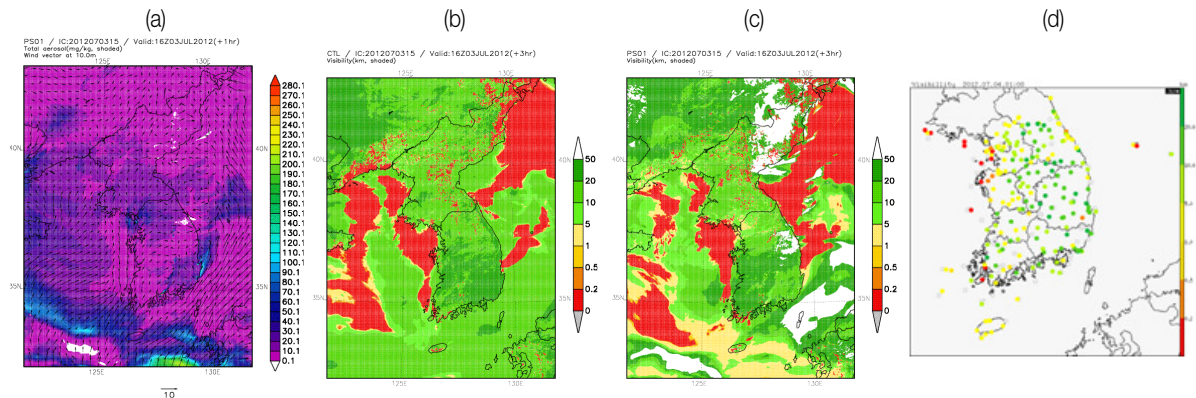 (a)
(b)
(c)
(d)
PS01 / IC:2012070315 / Valid:16Z03JUL2012(+1hr)
Total aerosol(mg/kg, shaded)
Wind vector at 10.0m
125E
130E
40N
35N
125E
130E
10
280.1
270.1
260.1
250.1
240.1
230.1
220.1
210.1
200.1
190.1
180.1
170.1
160.1
150.1
140.1
130.1
120.1
110.1
100.1
90.1
80.1
70.1
60.1
50.1
40.1
30.1
20.1
10.1
0.1
CTL / IC:2012070315 / Valid:16Z03JUL2012(+3hr)
Visibility(km, shaded)
125E
130E
40N
35N
125E
130E
50
20
10
5
1
0.5
0.2
0
PS01 / IC:2012070315 / Valid:16Z03JUL2012(+3hr)
Visibility(km, shaded)
125E
130E
40N
35N
125E
130E
50
20
10
5
1
0.5
0.2
0